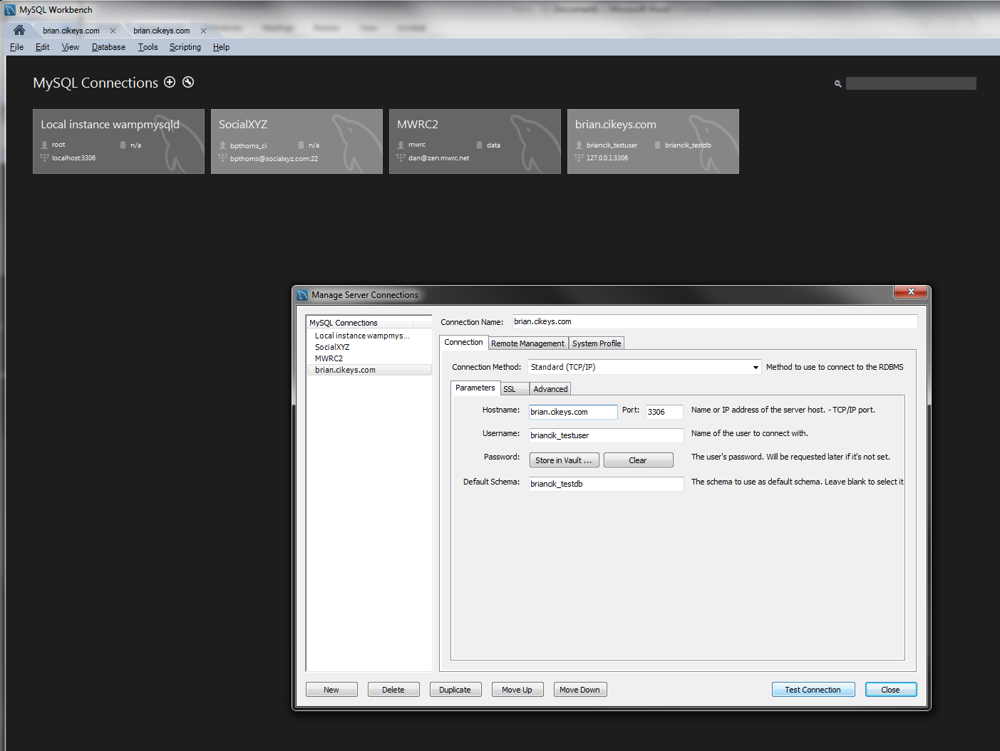 MySQL Workbench
brian.cikeys.com brian.cikeys.com
File Edit View Database Tools Scripting Help
MySQL Connections
Local instance wampmysqld
root n/a
localhost:3306
SocialXYZ
bpthoms_ci n/a
bpthoms@socialxyz.com:22
MWRC2
mwrc data
dan@zen.mwrc.net
brian.cikeys.com
briancik_testuser briancik_testdb
127.0.0.1:3306
Manage Server Connections
MySQL Connections
Local instance wampmys...
SocialXYZ
MWRC2
brian.cikeys.com
Connection Name: brian.cikeys.com
Connection Remote Management System Profile
Connection Method: Standard (TCP/IP) Method to use to connect to the RDBMS
Parameters SSL Advanced
Hostname: brian.cikeys.com Port: 3306 Name or IP address of the server host. - TCP/IP port.
Username: briancik_testuser Name of the user to connect with.
Password: Store in Vault ... Clear The user's password. Will be requested later if it's not set.
Default Schema: briancik_testdb The schema to use as default schema. Leave blank to select it
New Delete Duplicate Move Up Move Down Test Connection Close